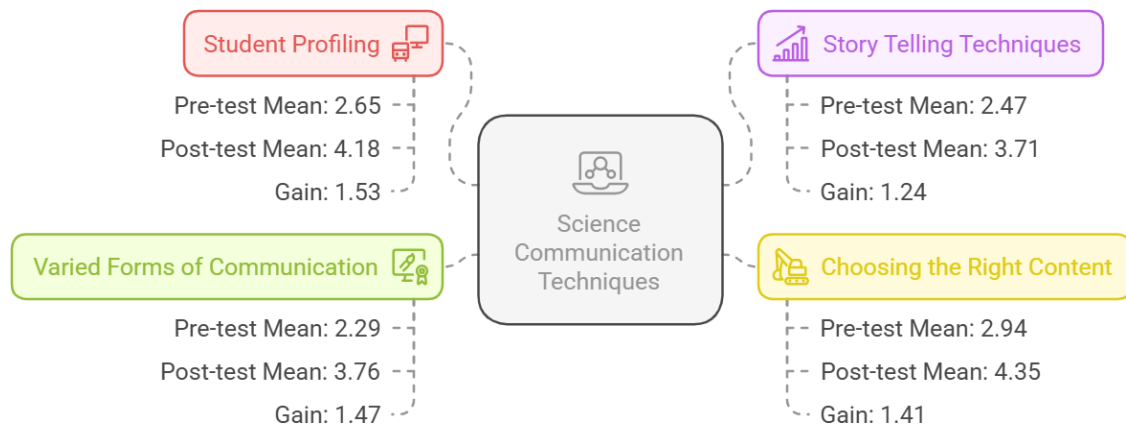 Student Profiling
Pre-test Mean: 2.65
Post-test Mean: 4.18
Gain: 1.53
Varied Forms of Communication
Pre-test Mean: 2.29
Post-test Mean: 3.76
Gain: 1.47
Science
Communication
Techniques
Story Telling Techniques
Pre-test Mean: 2.47
Post-test Mean: 3.71
Gain: 1.24
Choosing the Right Content
Pre-test Mean: 2.94
Post-test Mean: 4.35
Gain: 1.41